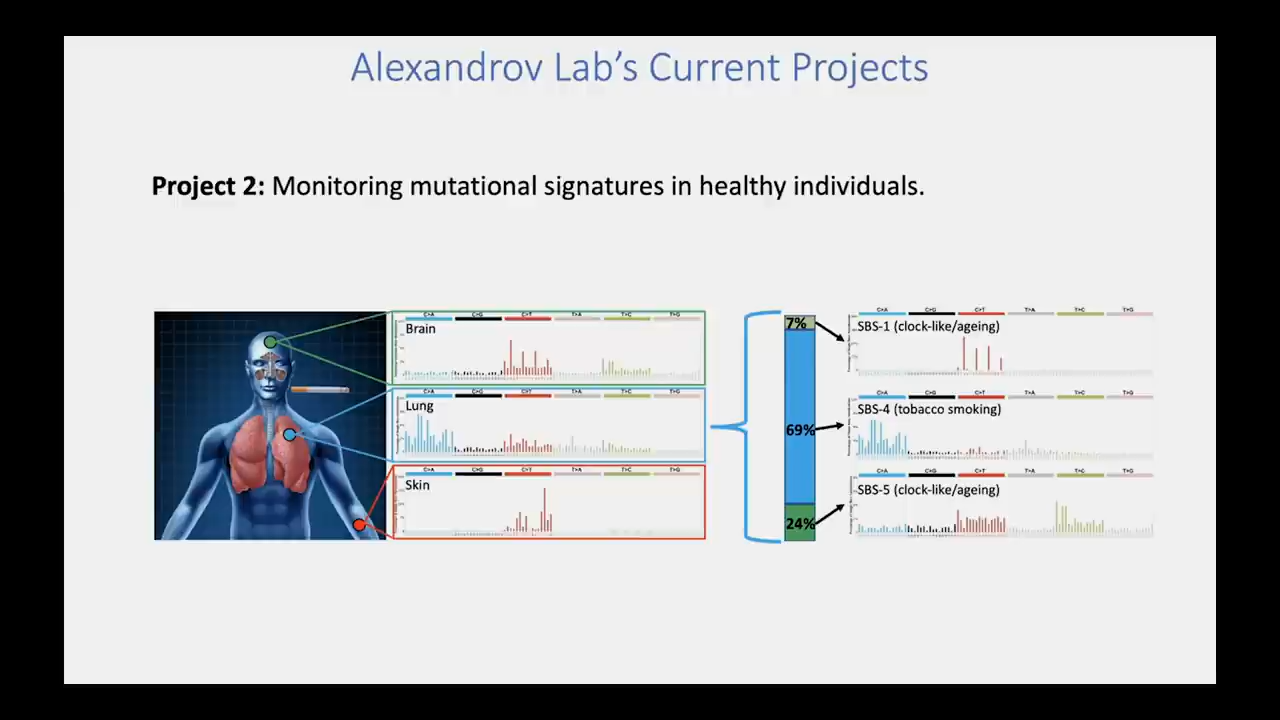 Alexandrov Lab's Current Projects
Project 2: Monitoring mutational signatures in healthy individuals.
C>A C>G C>T T>A T>C T>G
Brain
C>A C>G C>T T>A T>C T>G
Lung
C>A C>G C>T T>A T>C T>G
Skin
7%
69%
24%
C>A C>G C>T T>A T>C T>G
SBS-1 (clock-like/ageing)
C>A C>G C>T T>A T>C T>G
SBS-4 (tobacco smoking)
C>A C>G C>T T>A T>C T>G
SBS-5 (clock-like/ageing)